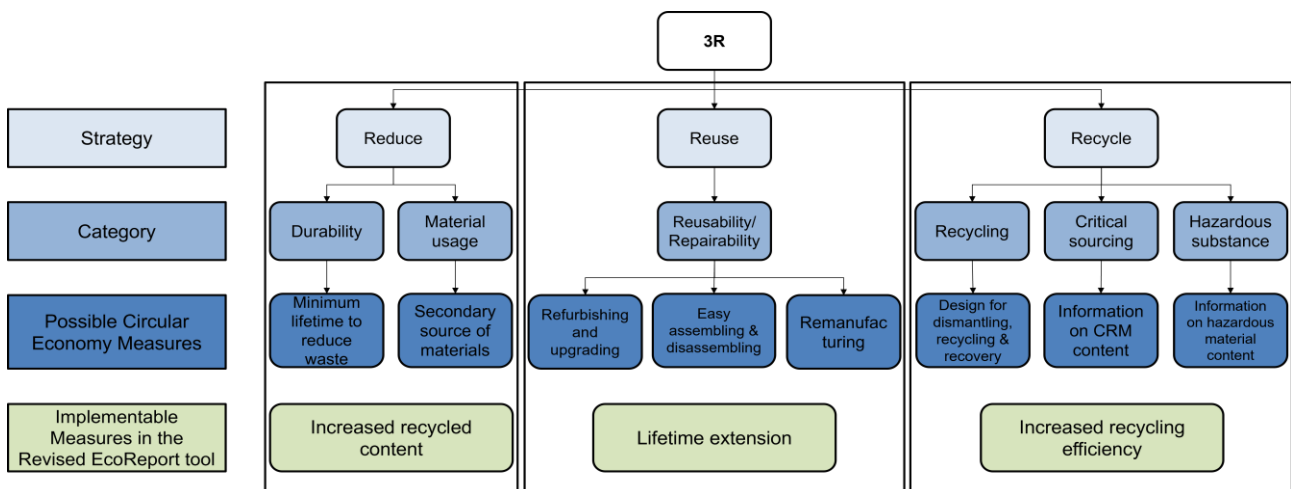 3R
Strategy
Reduce
Reuse
Recycle
Category
Durability
Material
usage
Reusability/
Repairability
Recycling
Critical
sourcing
Hazardous
substance
Possible Circular
Economy Measures
Minimum
lifetime to
reduce
waste
Secondary
source of
materials
Refurbishing
and
upgrading
Easy
assembling &
disassembling
Remanufac
turing
Design for
dismantling,
recycling &
recovery
Information
on CRM
content
Information
on hazardous
material
content
Implementable
Measures in the
Revised EcoReport tool
Increased recycled
content
Lifetime extension
Increased recycling
efficiency